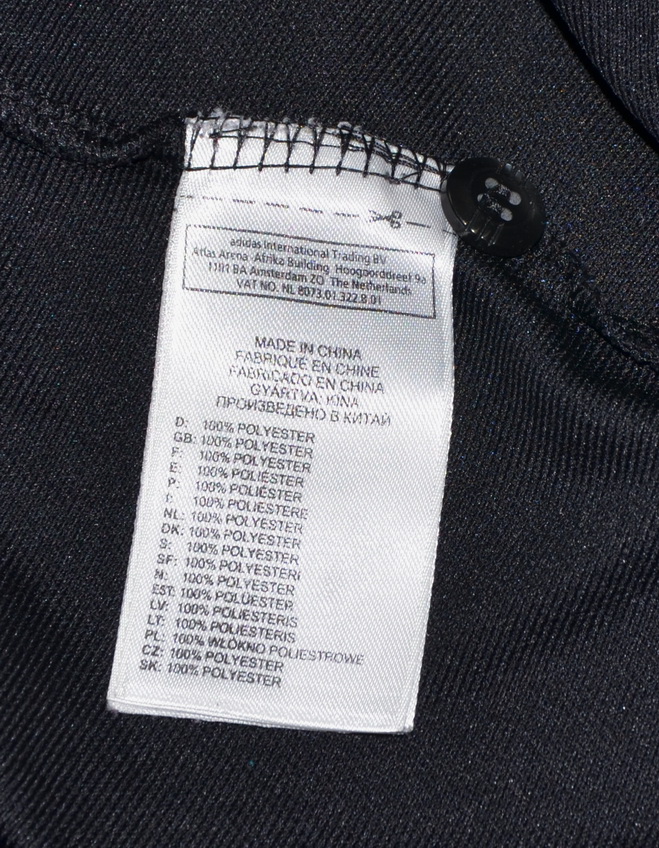 adidas International Trading BV
Atlas Arena Afrika Building Hoogoorddreef 9a
1101 BA Amsterdam ZO The Netherlands
VAT NO. NL 8073.01.322.B.01
MADE IN CHINA
FABRIQUÉ EN CHINE
FABRICADO EN CHINA
GYÁRTVA: KÍNA
ПРОИЗВЕДЕНО В КИТАЙ
D: 100% POLYESTER
GB: 100% POLYESTER
F: 100% POLYESTER
E: 100% POLIÉSTER
P: 100% POLIÉSTER
I: 100% POLIESTERE
NL: 100% POLYESTER
DK: 100% POLYESTER
S: 100% POLYESTER
SF: 100% POLYESTERI
N: 100% POLYESTER
EST: 100% POLÜESTER
LV: 100% POLIESTERIS
LT: 100% POLIESTERIS
PL: 100% WŁÓKNO POLIESTROWE
CZ: 100% POLYESTER
SK: 100% POLYESTER